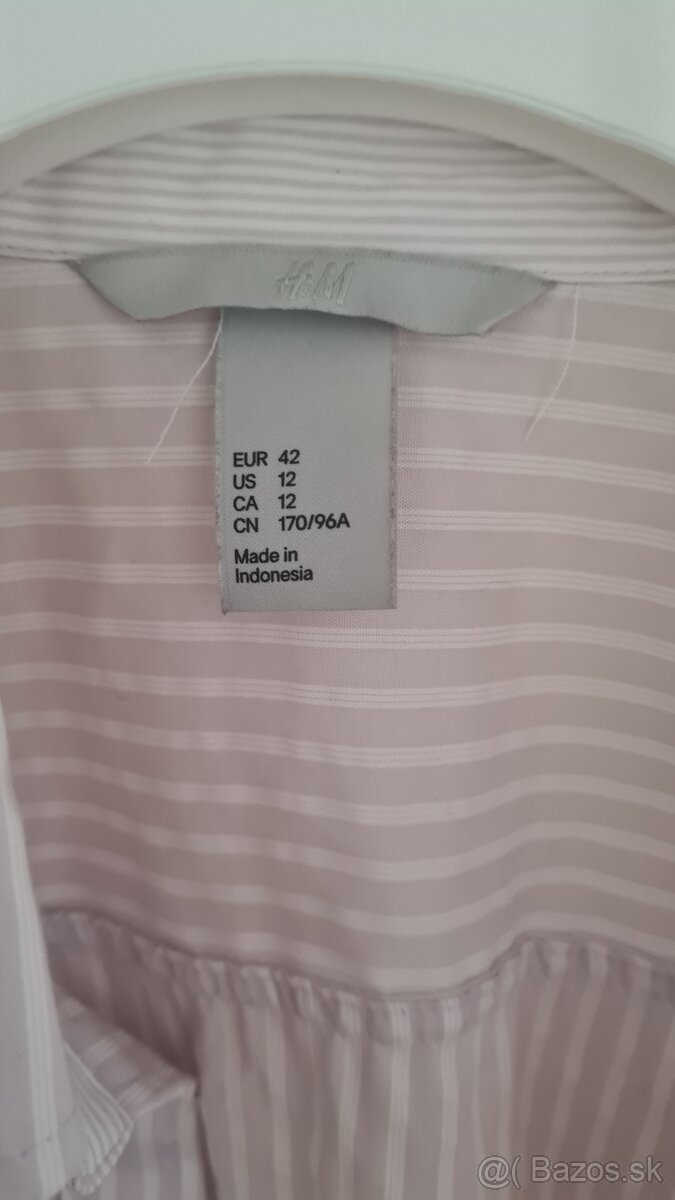 H&M
EUR 42
US 12
CA 12
CN 170/96A
Made in
Indonesia
@( Bazos.sk